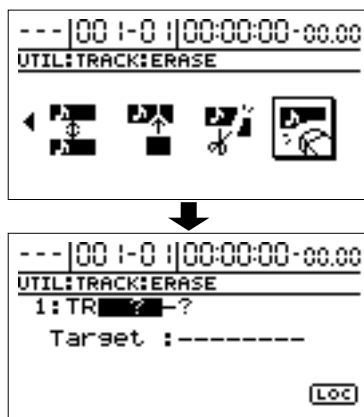 ---|001-01|00:00:00-00.00
UTIL:TRACK:ERASE
---|001-01|00:00:00-00.00
UTIL:TRACK:ERASE
1:TR ? -?
Target :--------
LOC